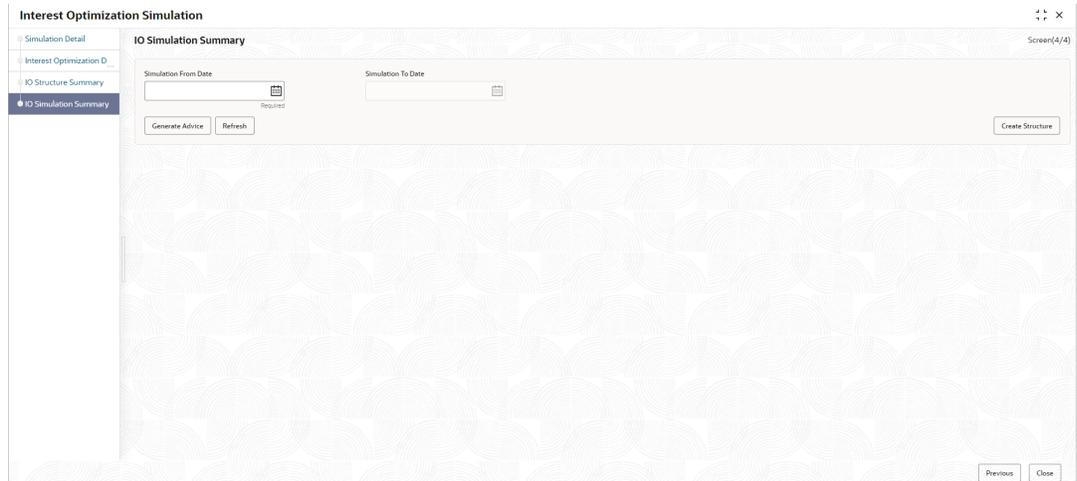 Interest Optimization Simulation
Simulation Detail
Interest Optimization D...
IO Structure Summary
IO Simulation Summary
IO Simulation Summary
Screen(4/4)
Simulation From Date
Simulation To Date
Required
Generate Advice
Refresh
Create Structure
Previous
Close